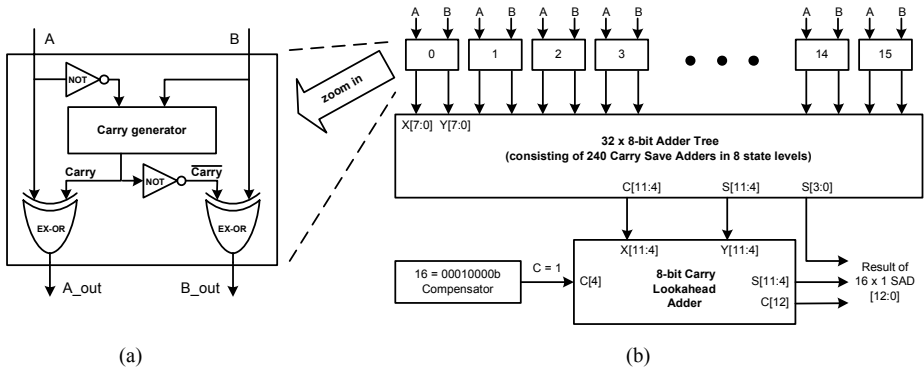 A
B
NOT
Carry generator
Carry
NOT
Carry
EX-OR
EX-OR
A_out
B_out
(a)
zoom in
A B A B A B A B A B A B
0 1 2 3 14 15
X[7:0] Y[7:0]
32 x 8-bit Adder Tree
(consisting of 240 Carry Save Adders in 8 state levels)
C[11:4] S[11:4] S[3:0]
X[11:4] Y[11:4]
16 = 00010000b
Compensator
C = 1
C[4]
8-bit Carry
Lookahead
Adder
S[11:4]
C[12]
Result of
16 x 1 SAD
[12:0]
(b)